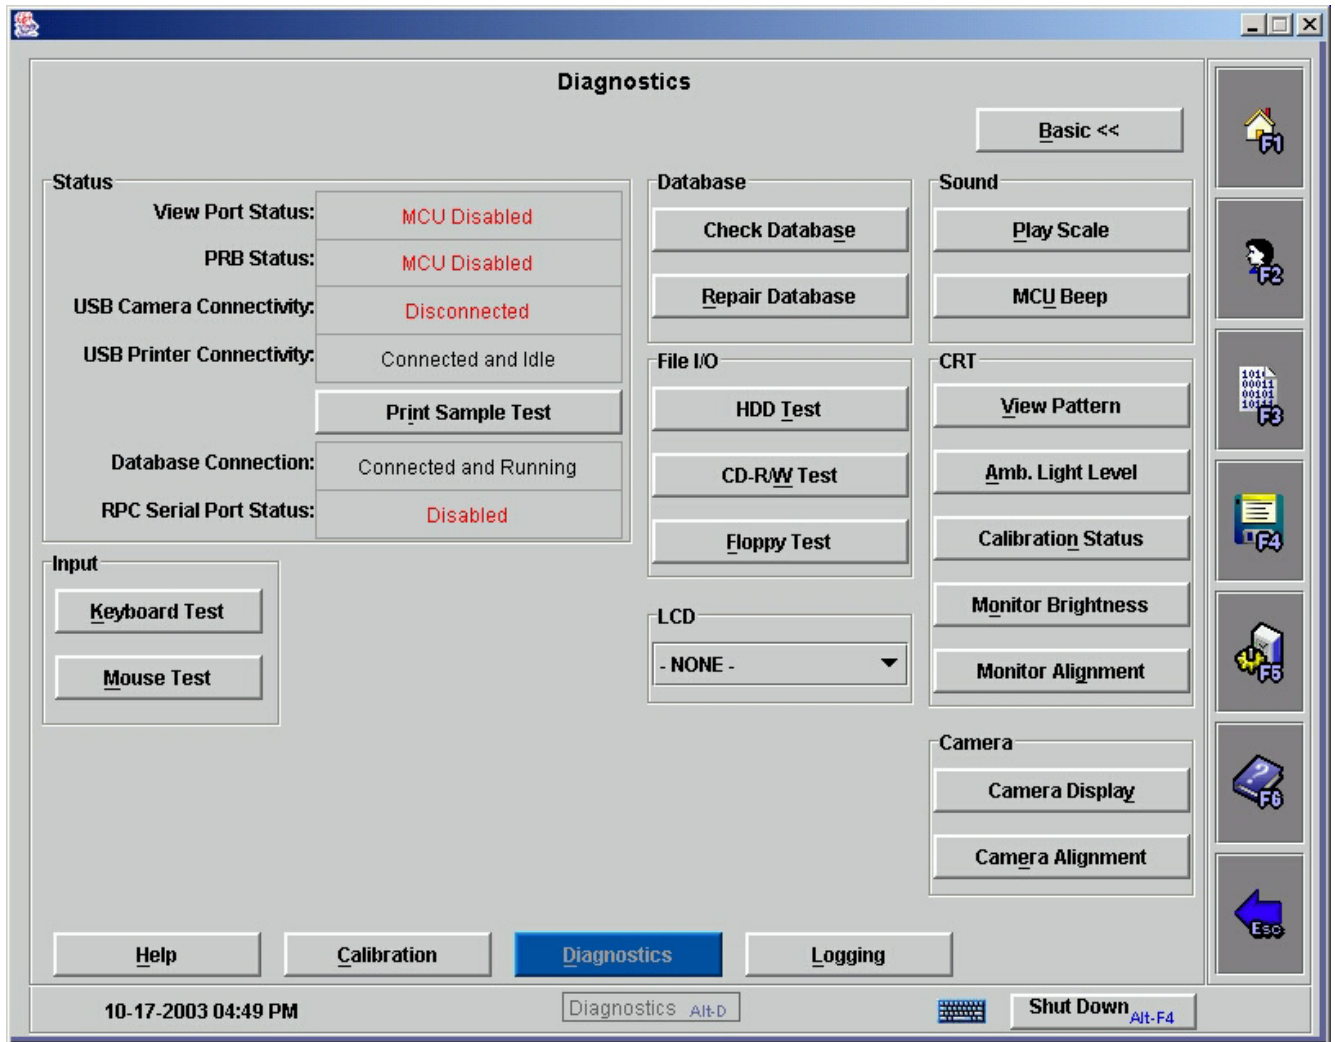 Diagnostics
Basic <<
Status
View Port Status: MCU Disabled
PRB Status: MCU Disabled
USB Camera Connectivity: Disconnected
USB Printer Connectivity: Connected and Idle
Print Sample Test
Database Connection: Connected and Running
RPC Serial Port Status: Disabled
Input
Keyboard Test
Mouse Test
Database
Check Database
Repair Database
File I/O
HDD Test
CD-R/W Test
Floppy Test
LCD
- NONE -
Sound
Play Scale
MCU Beep
CRT
View Pattern
Amb. Light Level
Calibration Status
Monitor Brightness
Monitor Alignment
Camera
Camera Display
Camera Alignment
F1
F2
1010
00011
00101
10111
F3
F4
F5
?
F6
Esc
Help
Calibration
Diagnostics
Logging
10-17-2003 04:49 PM
Diagnostics Alt-D
Shut Down Alt-F4